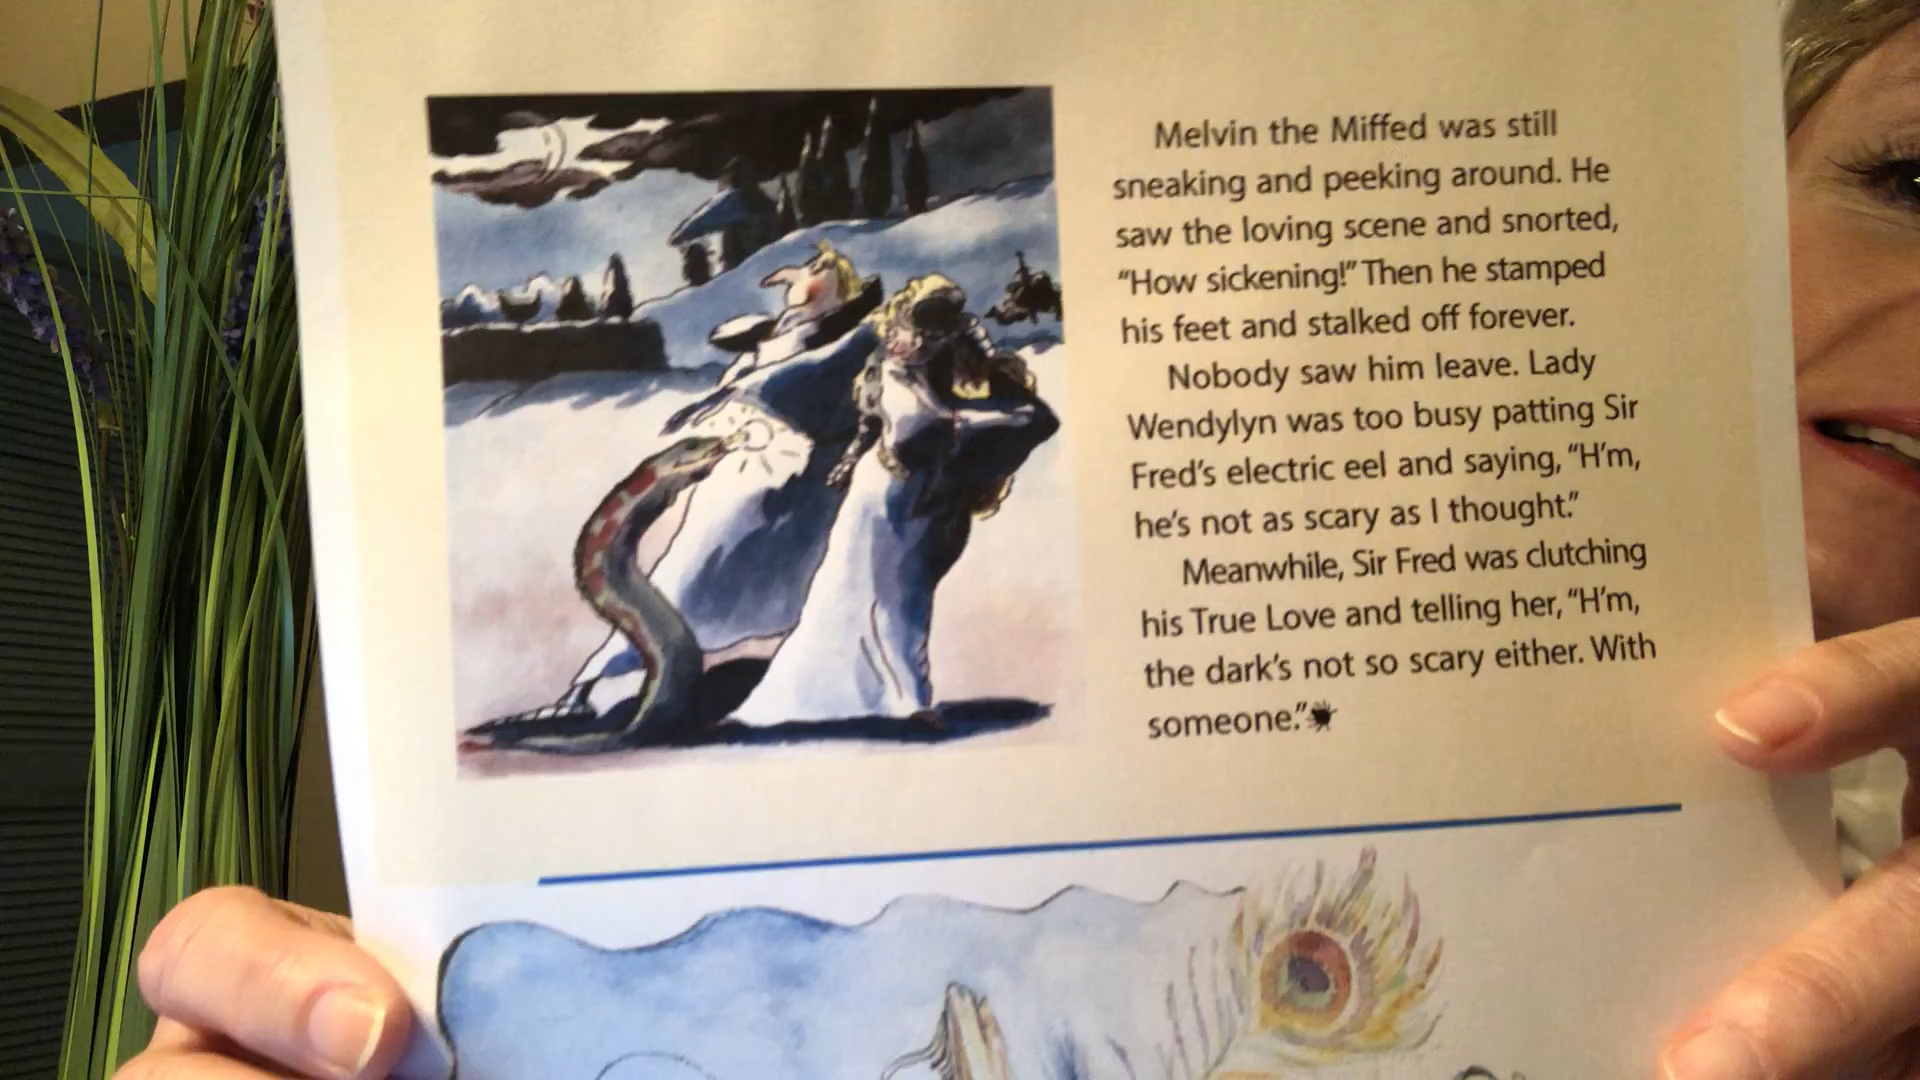 Melvin the Miffed was still
sneaking and peeking around. He
saw the loving scene and snorted,
“How sickening!” Then he stamped
his feet and stalked off forever.
Nobody saw him leave. Lady
Wendylyn was too busy patting Sir
Fred’s electric eel and saying, “H’m,
he’s not as scary as I thought.”
Meanwhile, Sir Fred was clutching
his True Love and telling her, “H’m,
the dark’s not so scary either. With
someone.”